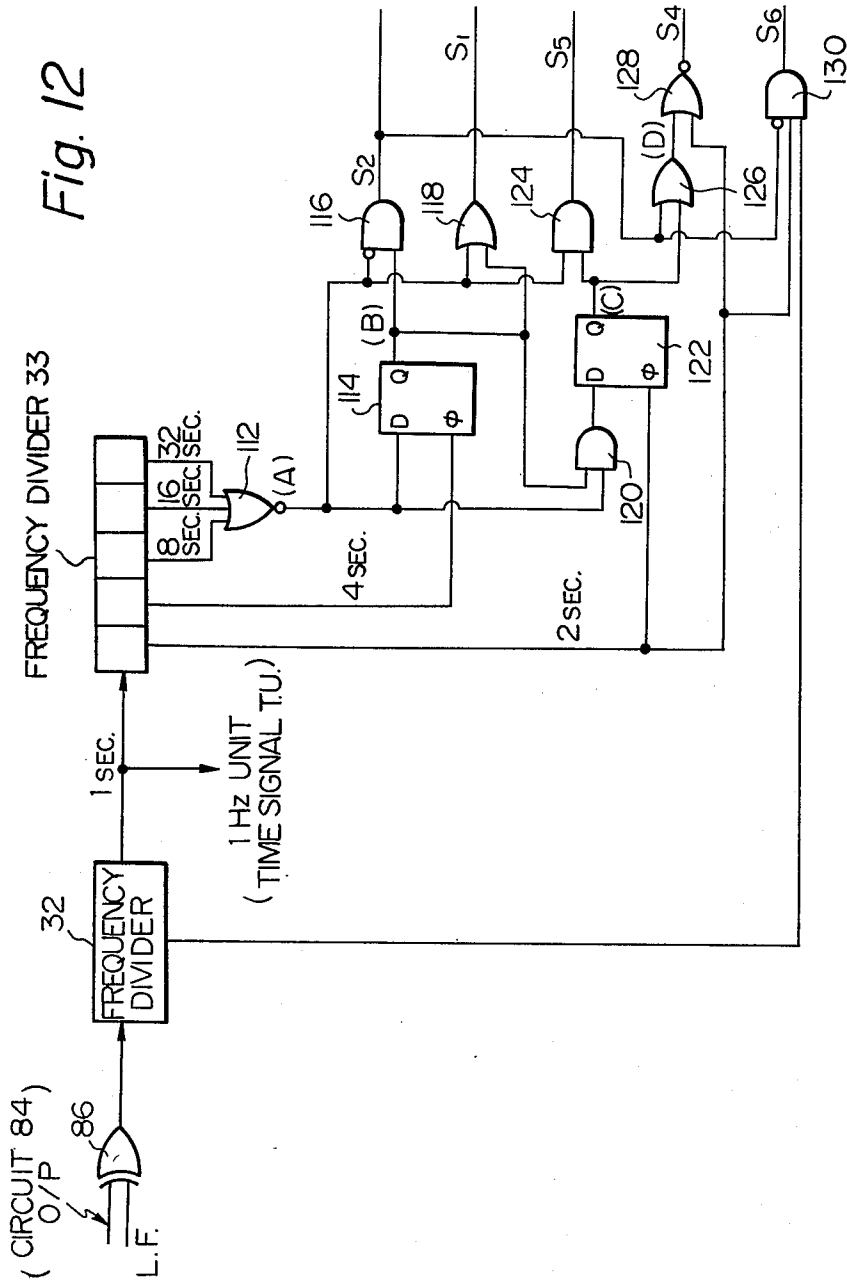 Fig. 12
( CIRCUIT 84 )
O/P
L.F.
86
32
FREQUENCY
DIVIDER
1 SEC.
1 Hz UNIT
( TIME SIGNAL T.U. )
FREQUENCY DIVIDER 33
8 SEC.
16 SEC.
32 SEC.
112
(A)
4 SEC.
2 SEC.
114
D
Q
Φ
(B)
116
S2
118
S1
120
D
Q
Φ
122
(C)
124
S5
126
(D)
128
S4
130
S6